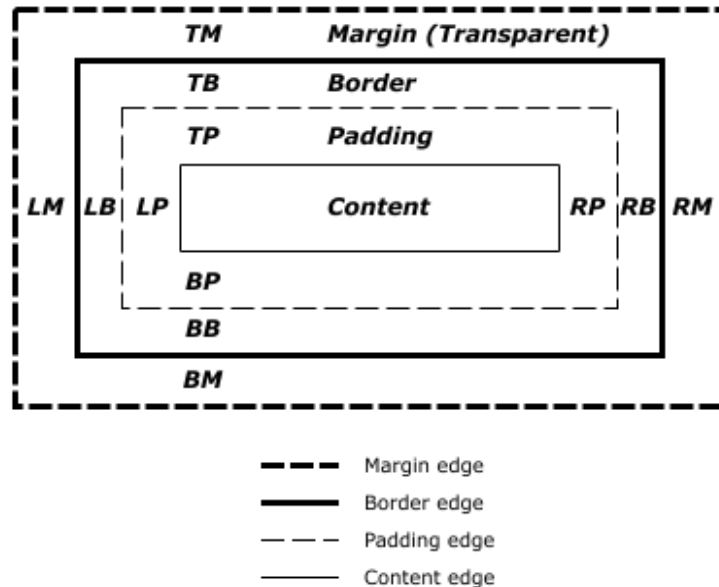 TM Margin (Transparent)
TB Border
TP Padding
LM LB LP Content RP RB RM
BP
BB
BM
Margin edge
Border edge
Padding edge
Content edge